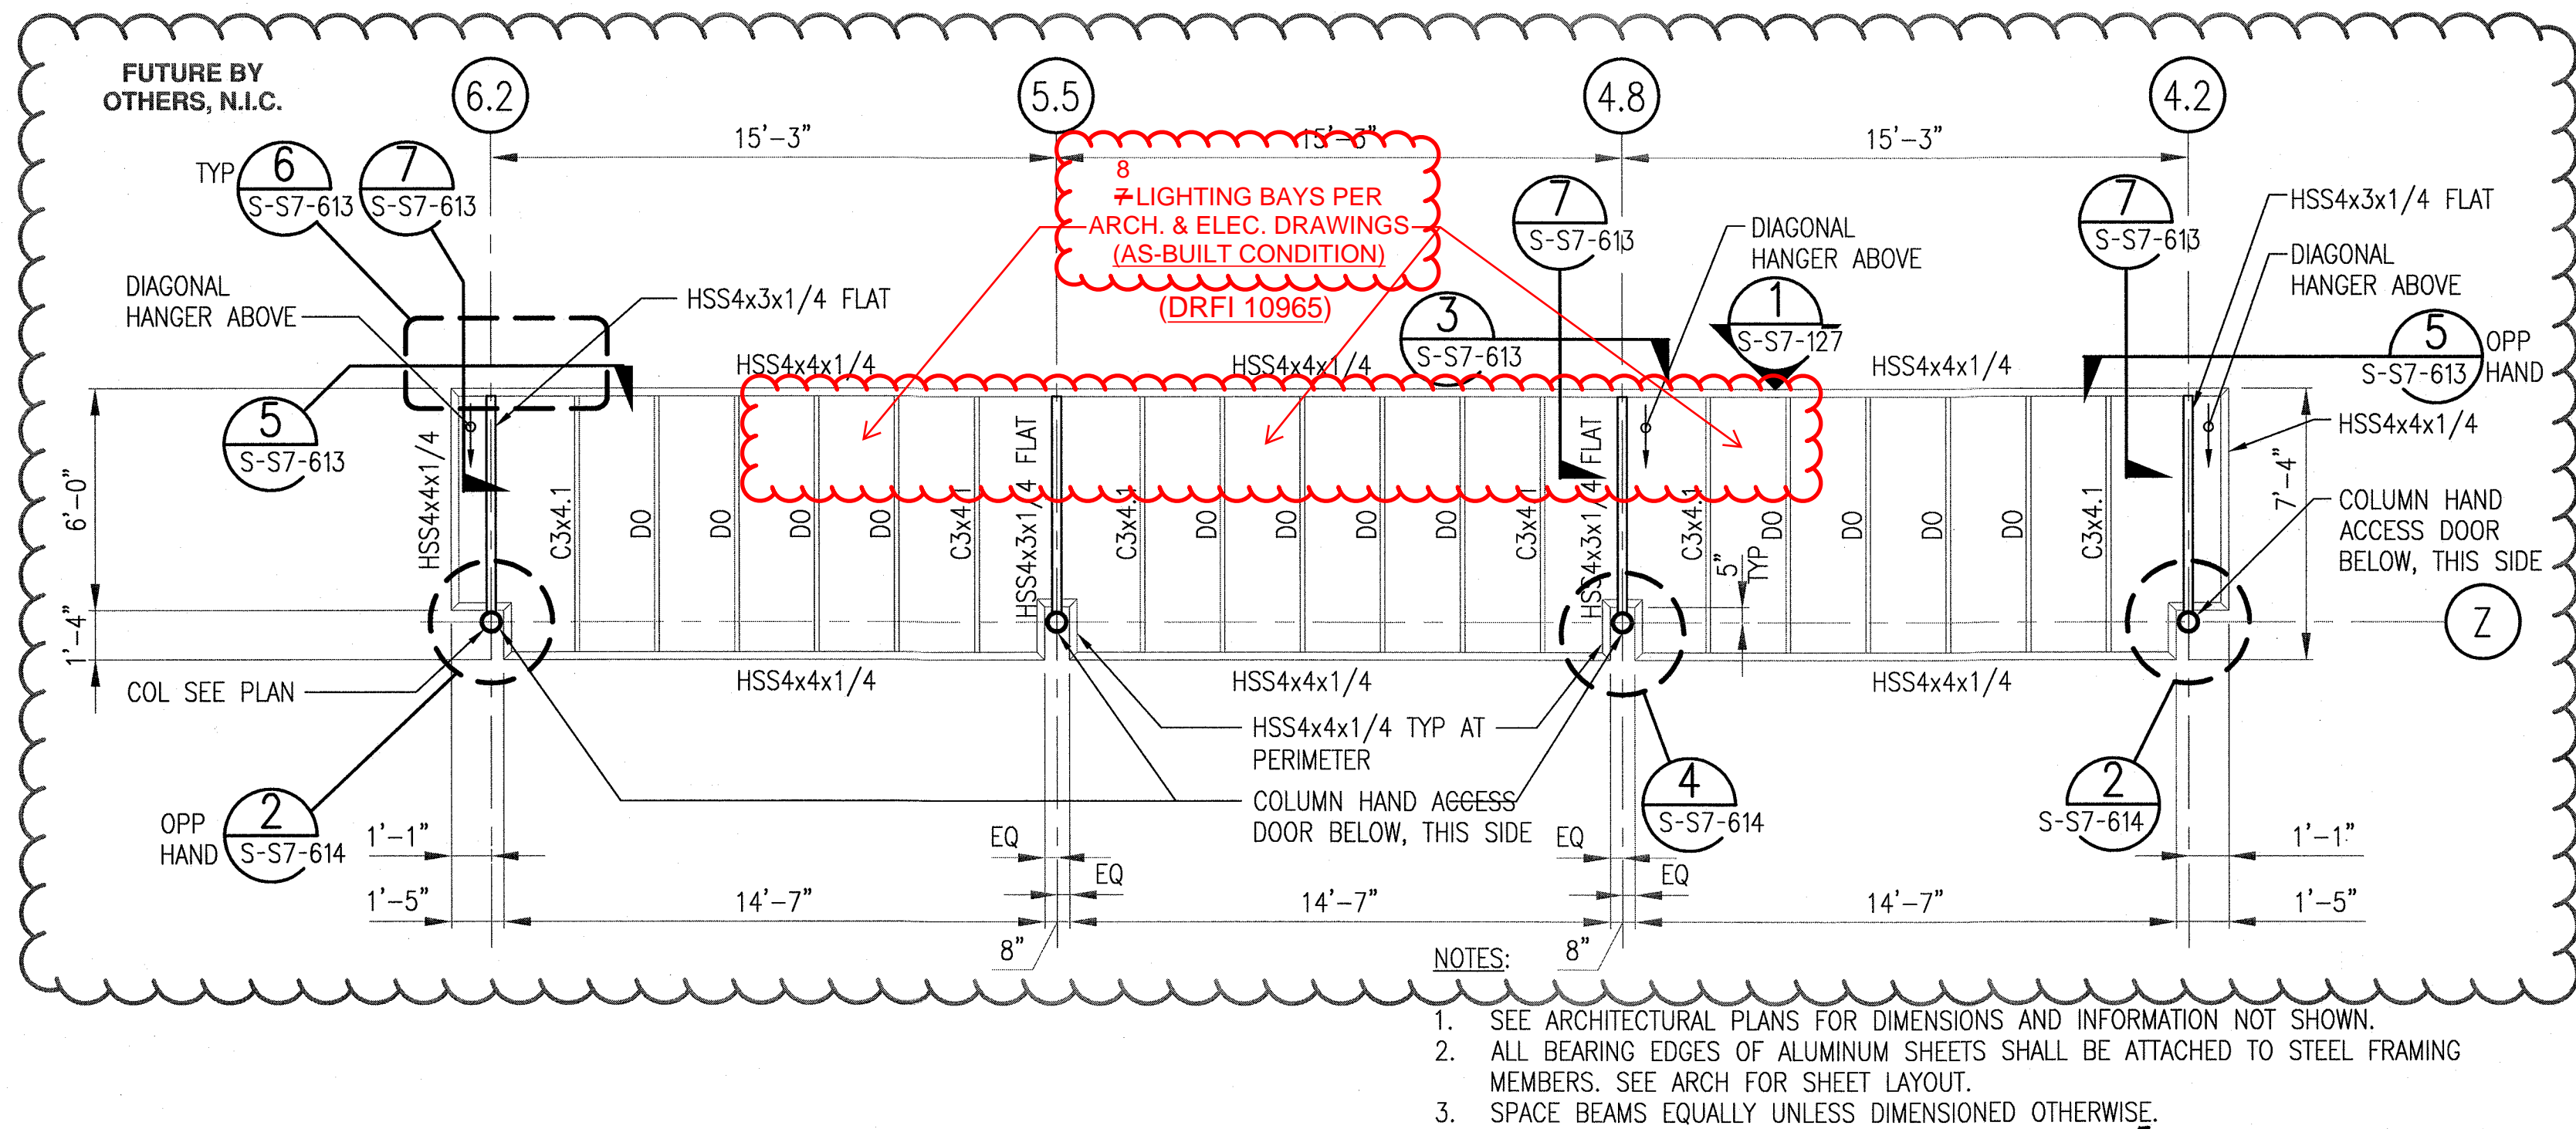 FUTURE BY
OTHERS, N.I.C.
6.2
5.5
4.8
4.2
15'-3"
15'-3"
15'-3"
TYP
6
S-S7-613
7
S-S7-613
8
7 LIGHTING BAYS PER
ARCH. & ELEC. DRAWINGS
(AS-BUILT CONDITION)
(DRFI 10965)
7
S-S7-613
DIAGONAL
HANGER ABOVE
7
S-S7-613
HSS4x3x1/4 FLAT
DIAGONAL
HANGER ABOVE
DIAGONAL
HANGER ABOVE
HSS4x3x1/4 FLAT
3
S-S7-613
1
S-S7-127
5
S-S7-613
OPP
HAND
HSS4x4x1/4
HSS4x4x1/4
HSS4x4x1/4
5
S-S7-613
HSS4x4x1/4
6'-0"
1'-4"
HSS4x4x1/4
C3x4.1
DO
DO
DO
DO
C3x4.1
HSS4x3x1/4 FLAT
C3x4.1
DO
DO
DO
DO
C3x4.1
HSS4x3x1/4 FLAT
C3x4.1
5"
TYP
DO
DO
DO
DO
C3x4.1
7'-4"
COLUMN HAND
ACCESS DOOR
BELOW, THIS SIDE
Z
COL SEE PLAN
HSS4x4x1/4
HSS4x4x1/4
HSS4x4x1/4
HSS4x4x1/4 TYP AT
PERIMETER
COLUMN HAND ACCESS
DOOR BELOW, THIS SIDE
OPP
HAND
2
S-S7-614
4
S-S7-614
2
S-S7-614
1'-1"
EQ
EQ
EQ
EQ
1'-1"
1'-5"
14'-7"
14'-7"
14'-7"
1'-5"
8"
8"
NOTES:
1. SEE ARCHITECTURAL PLANS FOR DIMENSIONS AND INFORMATION NOT SHOWN.
2. ALL BEARING EDGES OF ALUMINUM SHEETS SHALL BE ATTACHED TO STEEL FRAMING
MEMBERS. SEE ARCH FOR SHEET LAYOUT.
3. SPACE BEAMS EQUALLY UNLESS DIMENSIONED OTHERWISE.